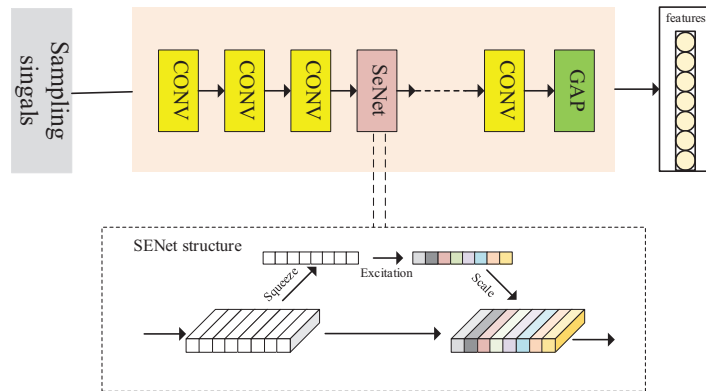 Sampling
singals
CONV
CONV
CONV
SeNet
CONV
GAP
features
SENet structure
Squeeze
Excitation
Scale